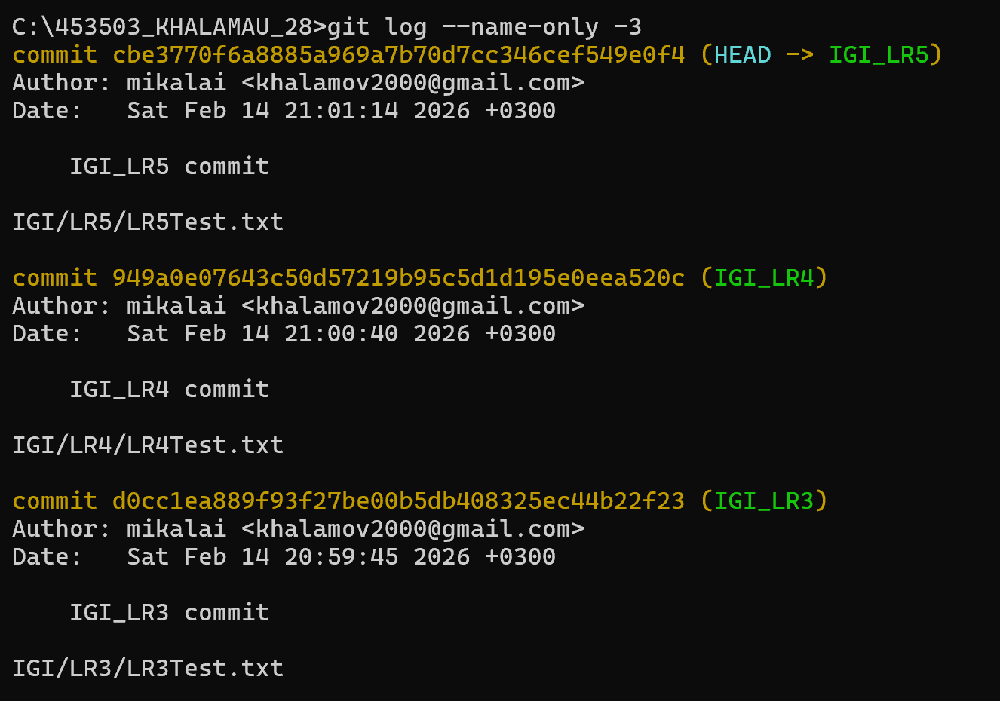 C:\453503_KHALAMAU_28>git log --name-only -3
commit cbe3770f6a8885a969a7b70d7cc346cef549e0f4 (HEAD -> IGI_LR5)
Author: mikalai <khalamov2000@gmail.com>
Date:   Sat Feb 14 21:01:14 2026 +0300
    IGI_LR5 commit
IGI/LR5/LR5Test.txt
commit 949a0e07643c50d57219b95c5d1d195e0eea520c (IGI_LR4)
Author: mikalai <khalamov2000@gmail.com>
Date:   Sat Feb 14 21:00:40 2026 +0300
    IGI_LR4 commit
IGI/LR4/LR4Test.txt
commit d0cc1ea889f93f27be00b5db408325ec44b22f23 (IGI_LR3)
Author: mikalai <khalamov2000@gmail.com>
Date:   Sat Feb 14 20:59:45 2026 +0300
    IGI_LR3 commit
IGI/LR3/LR3Test.txt